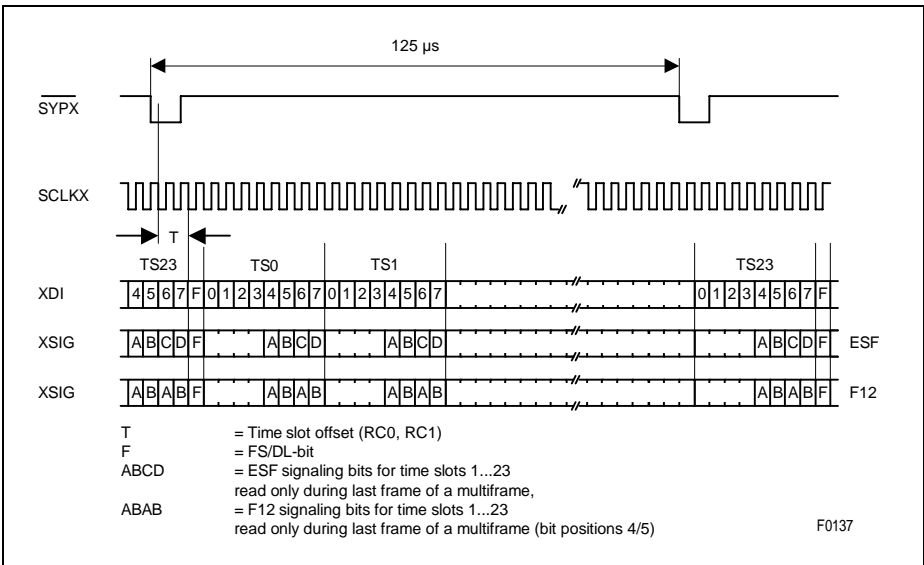 125 µs
SYPX
SCLKX
T
TS23 TS0 TS1 TS23
XDI 4 5 6 7 F 0 1 2 3 4 5 6 7 0 1 2 3 4 5 6 7 0 1 2 3 4 5 6 7 F
XSIG A B C D F A B C D A B C D A B C D F ESF
XSIG A B A B F A B A B A B A B A B A B F F12
T = Time slot offset (RC0, RC1)
F = FS/DL-bit
ABCD = ESF signaling bits for time slots 1...23
read only during last frame of a multiframe,
ABAB = F12 signaling bits for time slots 1...23
read only during last frame of a multiframe (bit positions 4/5)
F0137